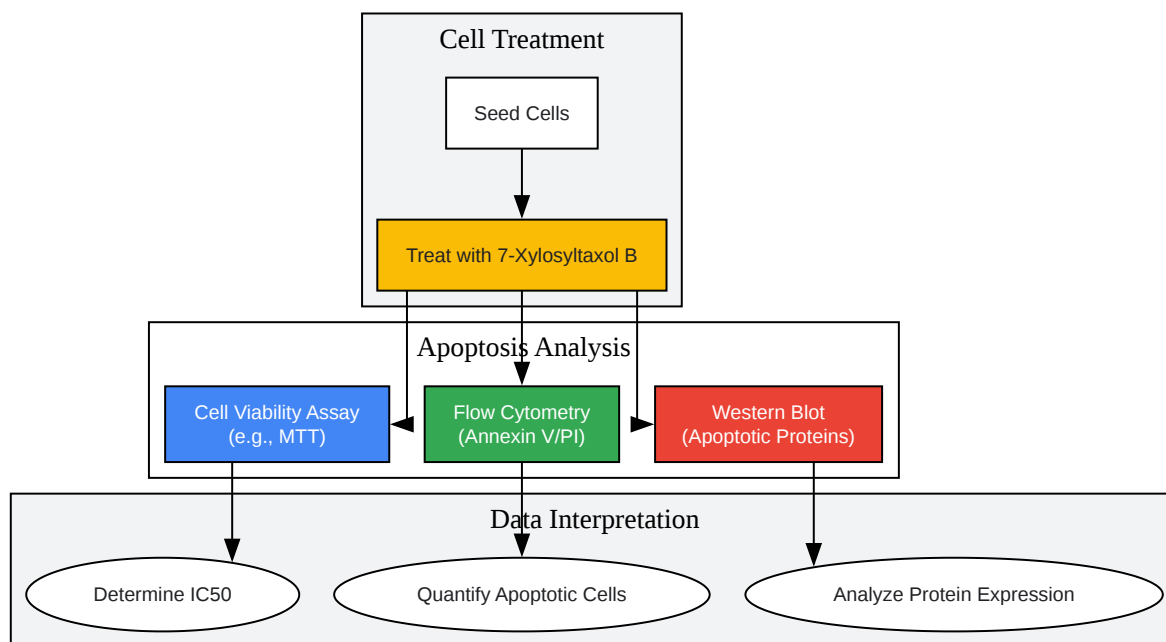 Cell Treatment
Seed Cells
Treat with 7-Xylosyltaxol B
Apoptosis Analysis
Cell Viability Assay
(e.g., MTT)
Flow Cytometry
(Annexin V/PI)
Western Blot
(Apoptotic Proteins)
Data Interpretation
Determine IC50
Quantify Apoptotic Cells
Analyze Protein Expression